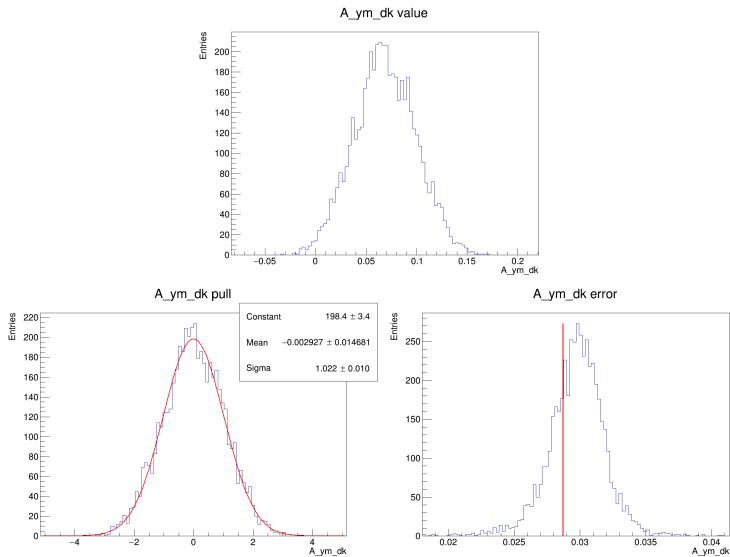 A_ym_dk value
Entries
200
180
160
140
120
100
80
60
40
20
0
−0.05 0 0.05 0.1 0.15 0.2
A_ym_dk
A_ym_dk pull
Entries
220
200
180
160
140
120
100
80
60
40
20
0
−4 −2 0 2 4
A_ym_dk
Constant 198.4 ± 3.4
Mean −0.002927 ± 0.014681
Sigma 1.022 ± 0.010
A_ym_dk error
Entries
250
200
150
100
50
0
0.02 0.025 0.03 0.035 0.04
A_ym_dk